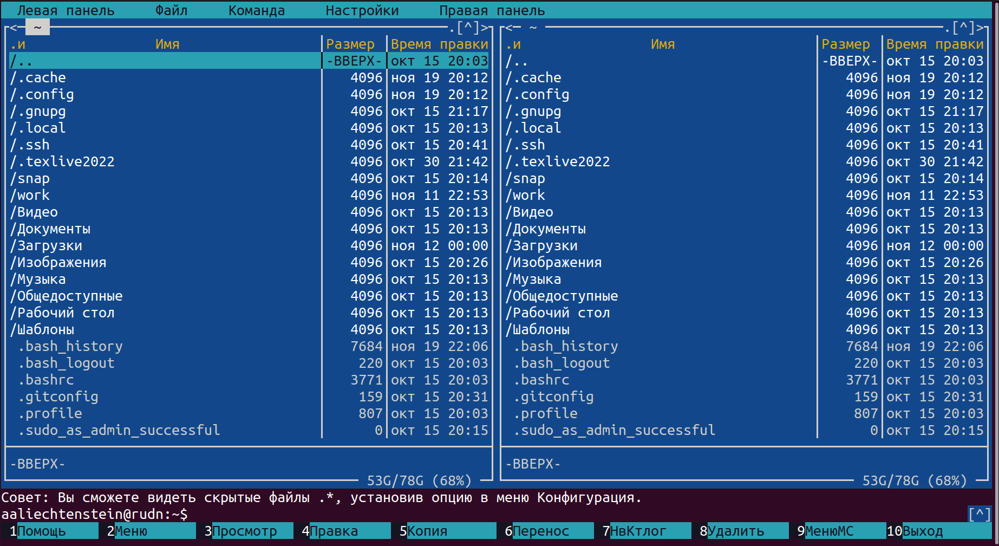 Левая панель Файл Команда Настройки Правая панель
<- ~ .[^]> <- ~ .[^]>
.и Имя Размер Время правки .и Имя Размер Время правки
/.. -ВВЕРХ- окт 15 20:03 /.. -ВВЕРХ- окт 15 20:03
/.cache 4096 ноя 19 20:12 /.cache 4096 ноя 19 20:12
/.config 4096 ноя 19 20:12 /.config 4096 ноя 19 20:12
/.gnupg 4096 окт 15 21:17 /.gnupg 4096 окт 15 21:17
/.local 4096 окт 15 20:13 /.local 4096 окт 15 20:13
/.ssh 4096 окт 15 20:41 /.ssh 4096 окт 15 20:41
/.texlive2022 4096 окт 30 21:42 /.texlive2022 4096 окт 30 21:42
/snap 4096 окт 15 20:14 /snap 4096 окт 15 20:14
/work 4096 ноя 11 22:53 /work 4096 ноя 11 22:53
/Видео 4096 окт 15 20:13 /Видео 4096 окт 15 20:13
/Документы 4096 окт 15 20:13 /Документы 4096 окт 15 20:13
/Загрузки 4096 ноя 12 00:00 /Загрузки 4096 ноя 12 00:00
/Изображения 4096 окт 15 20:26 /Изображения 4096 окт 15 20:26
/Музыка 4096 окт 15 20:13 /Музыка 4096 окт 15 20:13
/Общедоступные 4096 окт 15 20:13 /Общедоступные 4096 окт 15 20:13
/Рабочий стол 4096 окт 15 20:13 /Рабочий стол 4096 окт 15 20:13
/Шаблоны 4096 окт 15 20:13 /Шаблоны 4096 окт 15 20:13
.bash_history 7684 ноя 19 22:06 .bash_history 7684 ноя 19 22:06
.bash_logout 220 окт 15 20:03 .bash_logout 220 окт 15 20:03
.bashrc 3771 окт 15 20:03 .bashrc 3771 окт 15 20:03
.gitconfig 159 окт 15 20:31 .gitconfig 159 окт 15 20:31
.profile 807 окт 15 20:03 .profile 807 окт 15 20:03
.sudo_as_admin_successful 0 окт 15 20:15 .sudo_as_admin_successful 0 окт 15 20:15
-ВВЕРХ- -ВВЕРХ-
53G/78G (68%) 53G/78G (68%)
Совет: Вы сможете видеть скрытые файлы .*, установив опцию в меню Конфигурация.
aaliechtenstein@rudn:~$ [^]
1Помощь 2Меню 3Просмотр 4Правка 5Копия 6Перенос 7НвКтлог 8Удалить 9МенюМС 10Выход